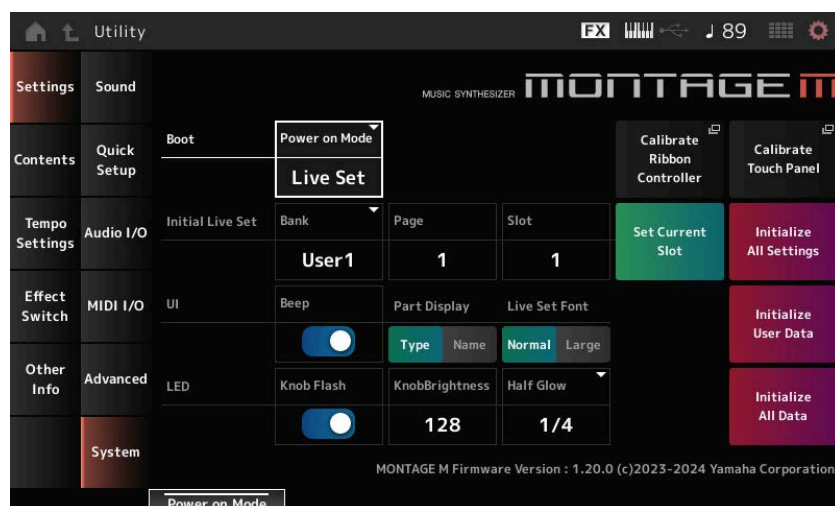 Utility
FX
89
Settings
Sound
MUSIC SYNTHESIZER MONTAGE M
Contents
Quick
Setup
Boot
Power on Mode
Live Set
Calibrate
Ribbon
Controller
Calibrate
Touch Panel
Tempo
Settings
Audio I/O
Initial Live Set
Bank
User1
Page
1
Slot
1
Set Current
Slot
Initialize
All Settings
Effect
Switch
MIDI I/O
UI
Beep
Part Display
Type Name
Live Set Font
Normal Large
Initialize
User Data
Other
Info
Advanced
LED
Knob Flash
KnobBrightness
128
Half Glow
1/4
Initialize
All Data
System
MONTAGE M Firmware Version : 1.20.0 (c)2023-2024 Yamaha Corporation
Power on Mode